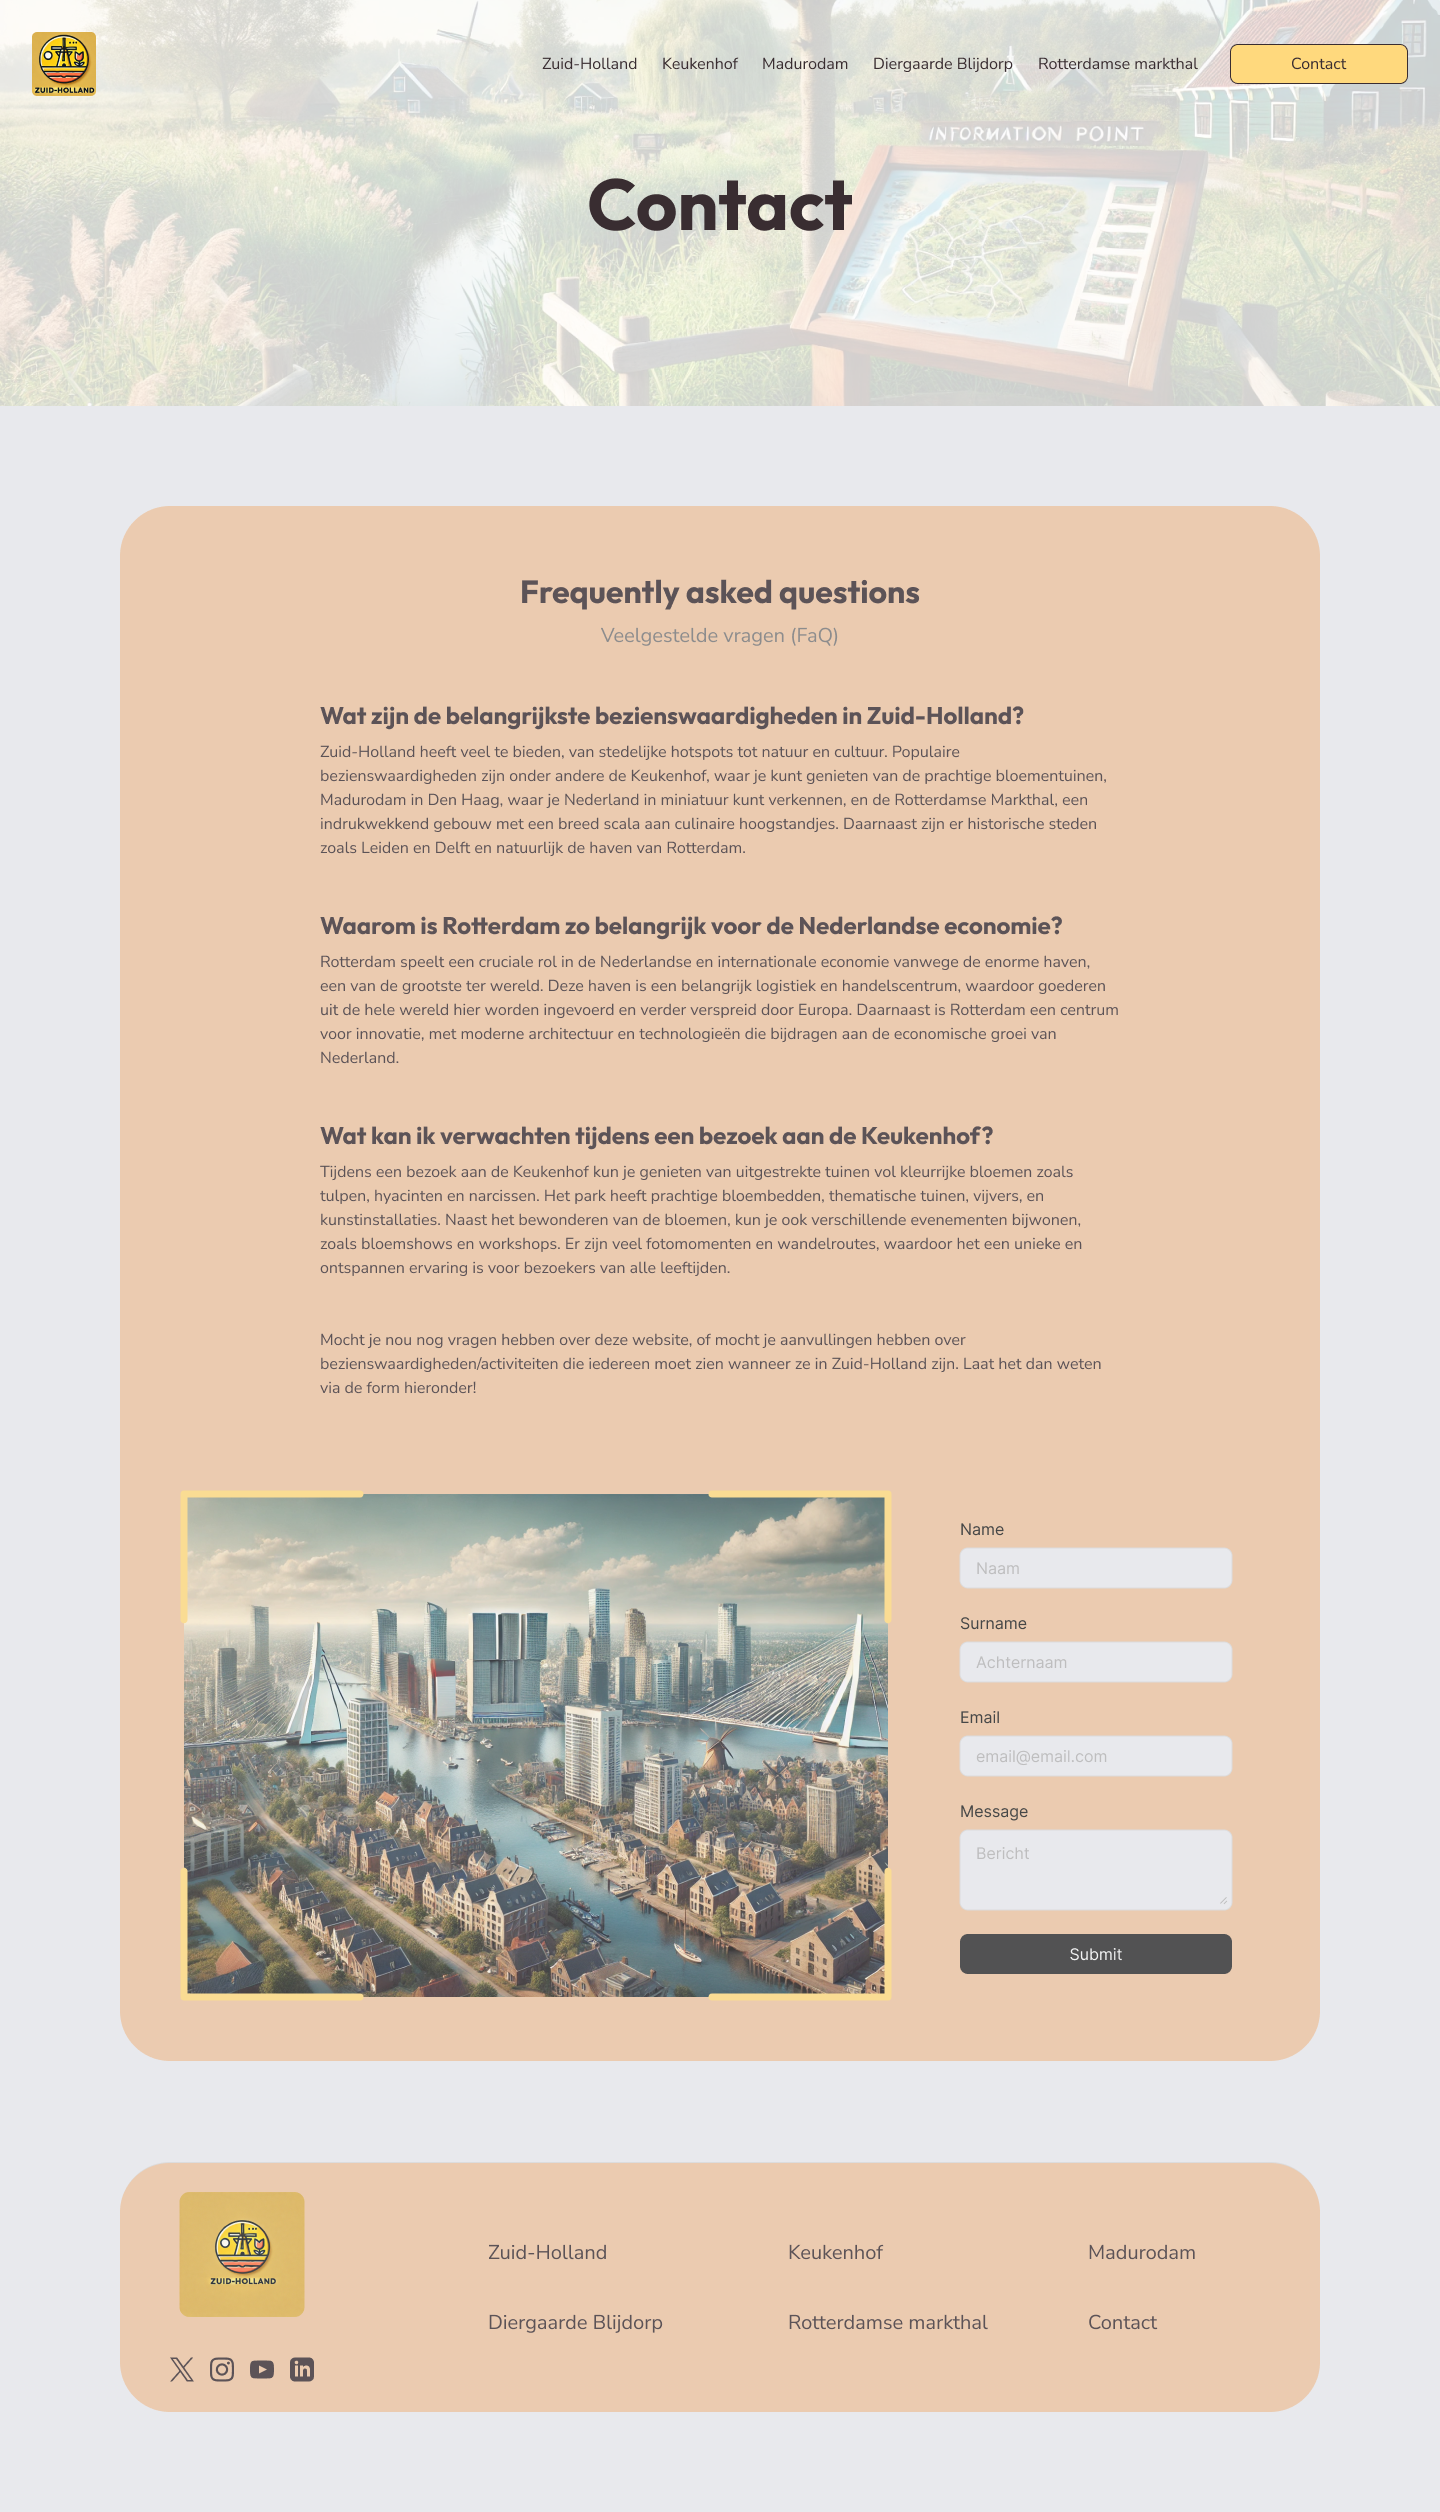 ZUID-HOLLAND
Zuid-Holland Keukenhof Madurodam Diergaarde Blijdorp Rotterdamse markthal Contact
INFORMATION POINT
Contact
Frequently asked questions
Veelgestelde vragen (FaQ)
Wat zijn de belangrijkste bezienswaardigheden in Zuid-Holland?
Zuid-Holland heeft veel te bieden, van stedelijke hotspots tot natuur en cultuur. Populaire
bezienswaardigheden zijn onder andere de Keukenhof, waar je kunt genieten van de prachtige bloementuinen,
Madurodam in Den Haag, waar je Nederland in miniatuur kunt verkennen, en de Rotterdamse Markthal, een
indrukwekkend gebouw met een breed scala aan culinaire hoogstandjes. Daarnaast zijn er historische steden
zoals Leiden en Delft en natuurlijk de haven van Rotterdam.
Waarom is Rotterdam zo belangrijk voor de Nederlandse economie?
Rotterdam speelt een cruciale rol in de Nederlandse en internationale economie vanwege de enorme haven,
een van de grootste ter wereld. Deze haven is een belangrijk logistiek en handelscentrum, waardoor goederen
uit de hele wereld hier worden ingevoerd en verder verspreid door Europa. Daarnaast is Rotterdam een centrum
voor innovatie, met moderne architectuur en technologieën die bijdragen aan de economische groei van
Nederland.
Wat kan ik verwachten tijdens een bezoek aan de Keukenhof?
Tijdens een bezoek aan de Keukenhof kun je genieten van uitgestrekte tuinen vol kleurrijke bloemen zoals
tulpen, hyacinten en narcissen. Het park heeft prachtige bloembedden, thematische tuinen, vijvers, en
kunstinstallaties. Naast het bewonderen van de bloemen, kun je ook verschillende evenementen bijwonen,
zoals bloemshows en workshops. Er zijn veel fotomomenten en wandelroutes, waardoor het een unieke en
ontspannen ervaring is voor bezoekers van alle leeftijden.
Mocht je nou nog vragen hebben over deze website, of mocht je aanvullingen hebben over
bezienswaardigheden/activiteiten die iedereen moet zien wanneer ze in Zuid-Holland zijn. Laat het dan weten
via de form hieronder!
Name
Naam
Surname
Achternaam
Email
email@email.com
Message
Bericht
Submit
ZUID-HOLLAND
Zuid-Holland Keukenhof Madurodam
Diergaarde Blijdorp Rotterdamse markthal Contact